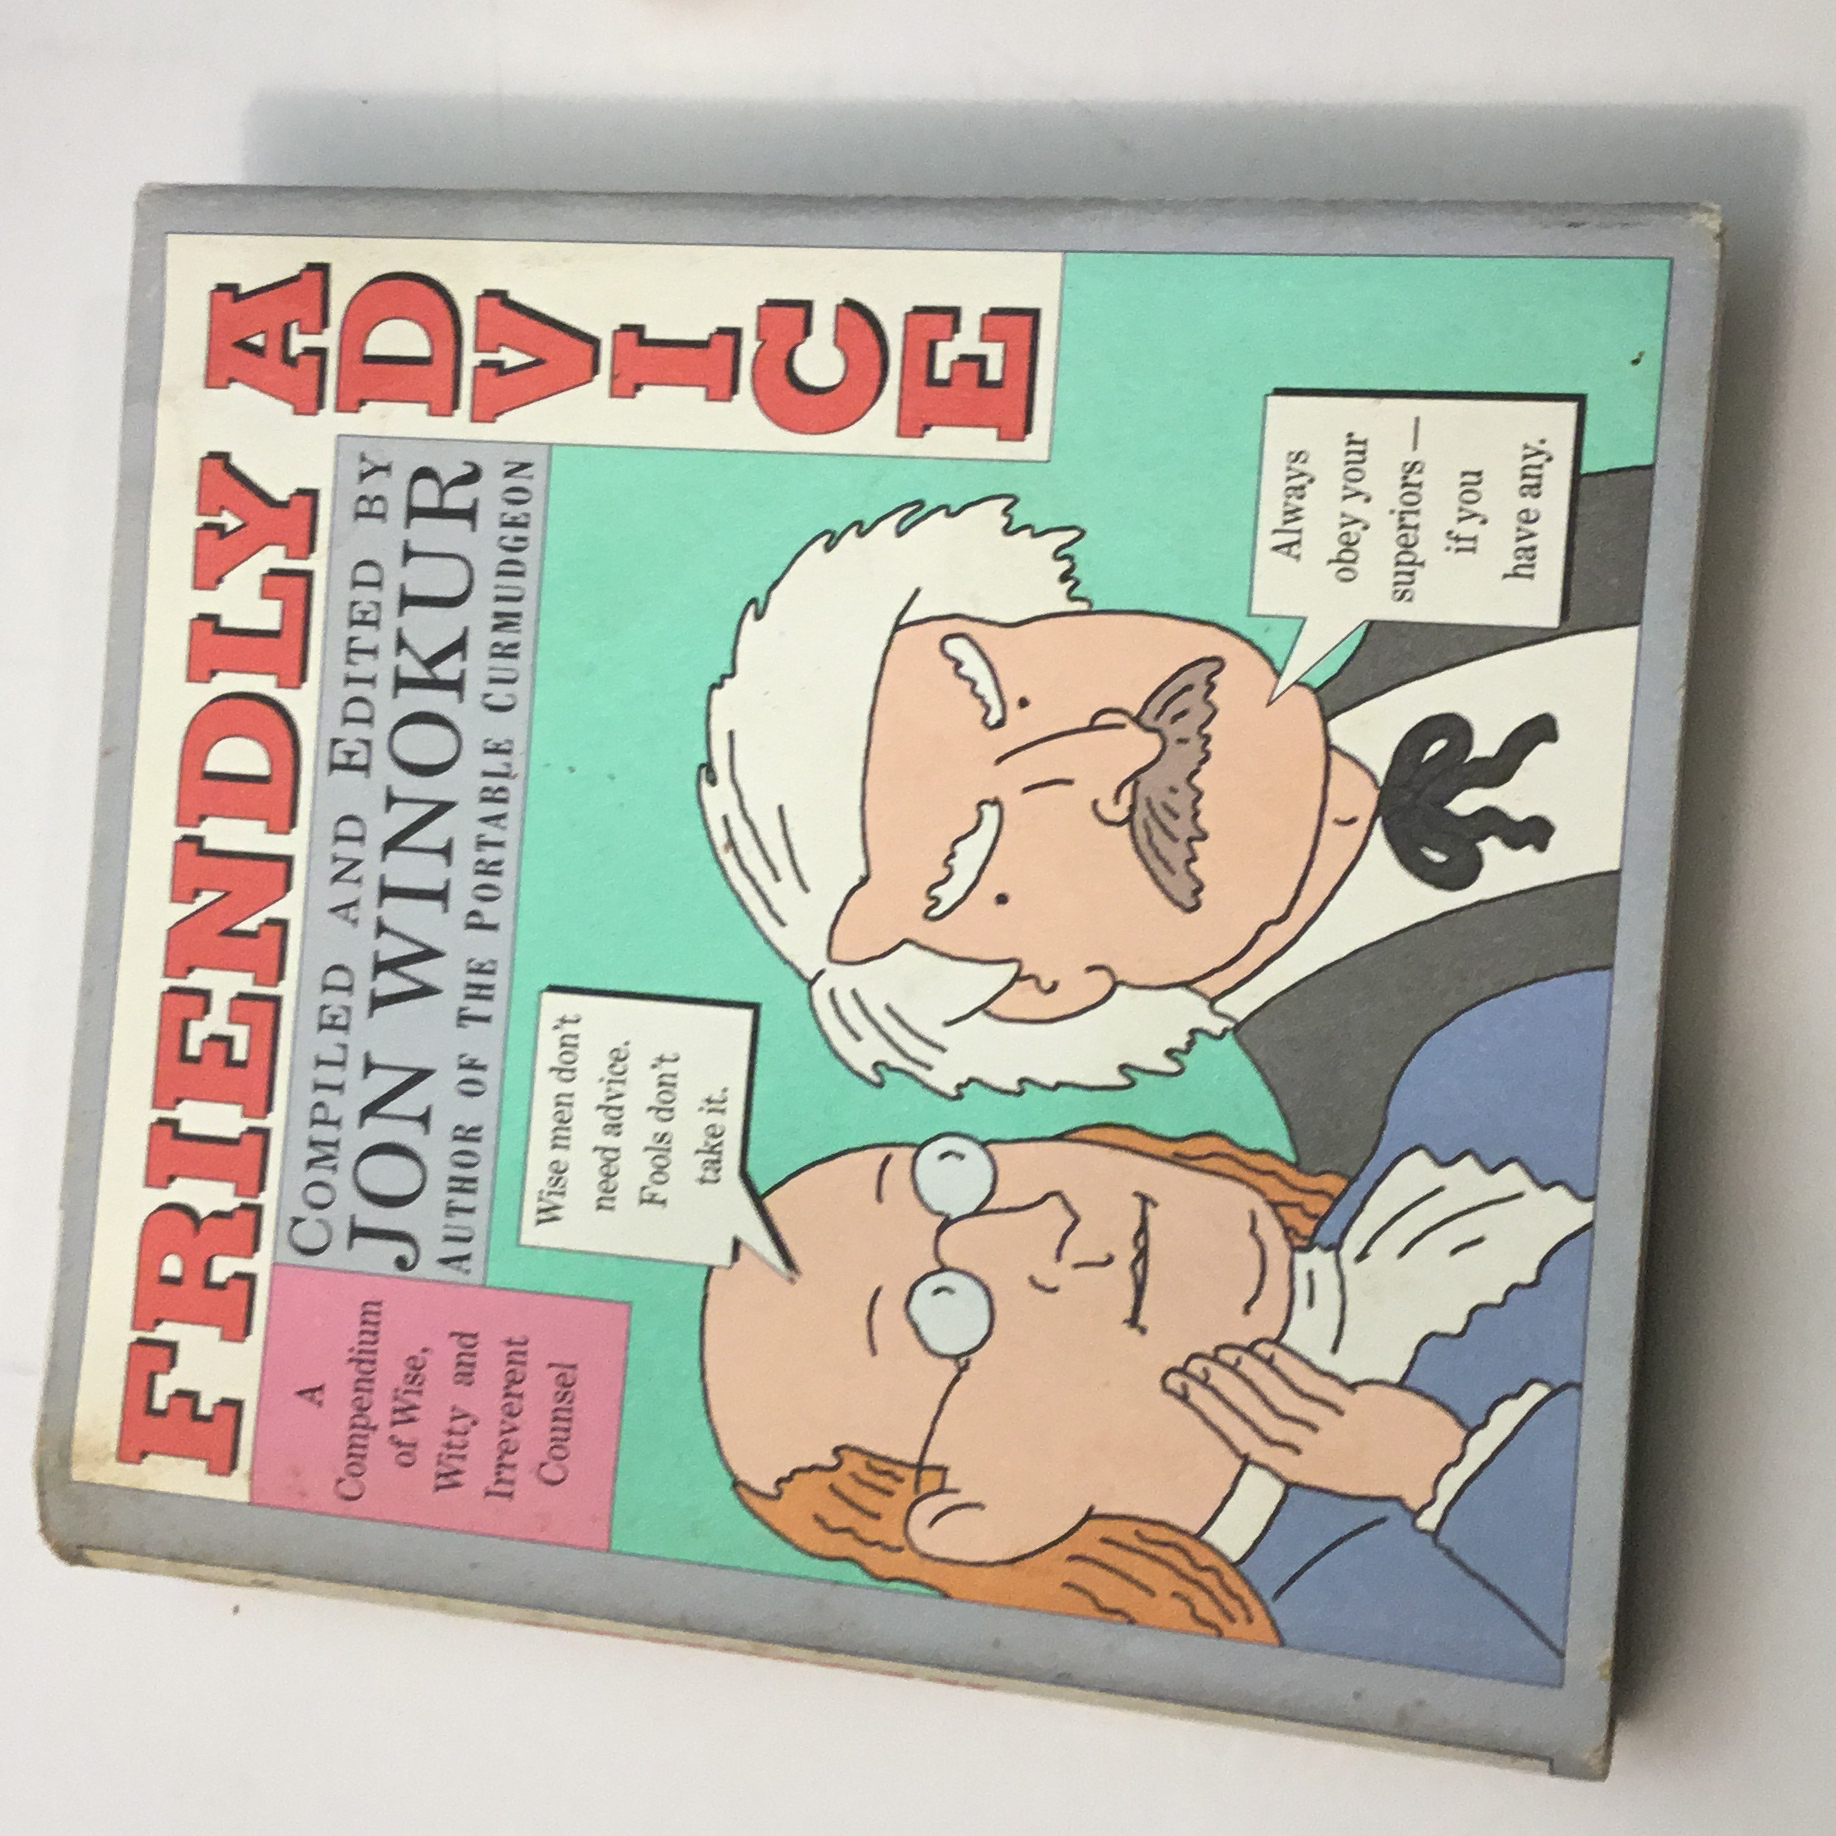 FRIENDLY ADVICE
COMPILED AND EDITED BY
JON WINOKUR
AUTHOR OF THE PORTABLE CURMUDGEON
A
Compendium
of Wise,
Witty and
Irreverent
Counsel
Wise men don't
need advice.
Fools don't
take it.
Always
obey your
superiors—
if you
have any.